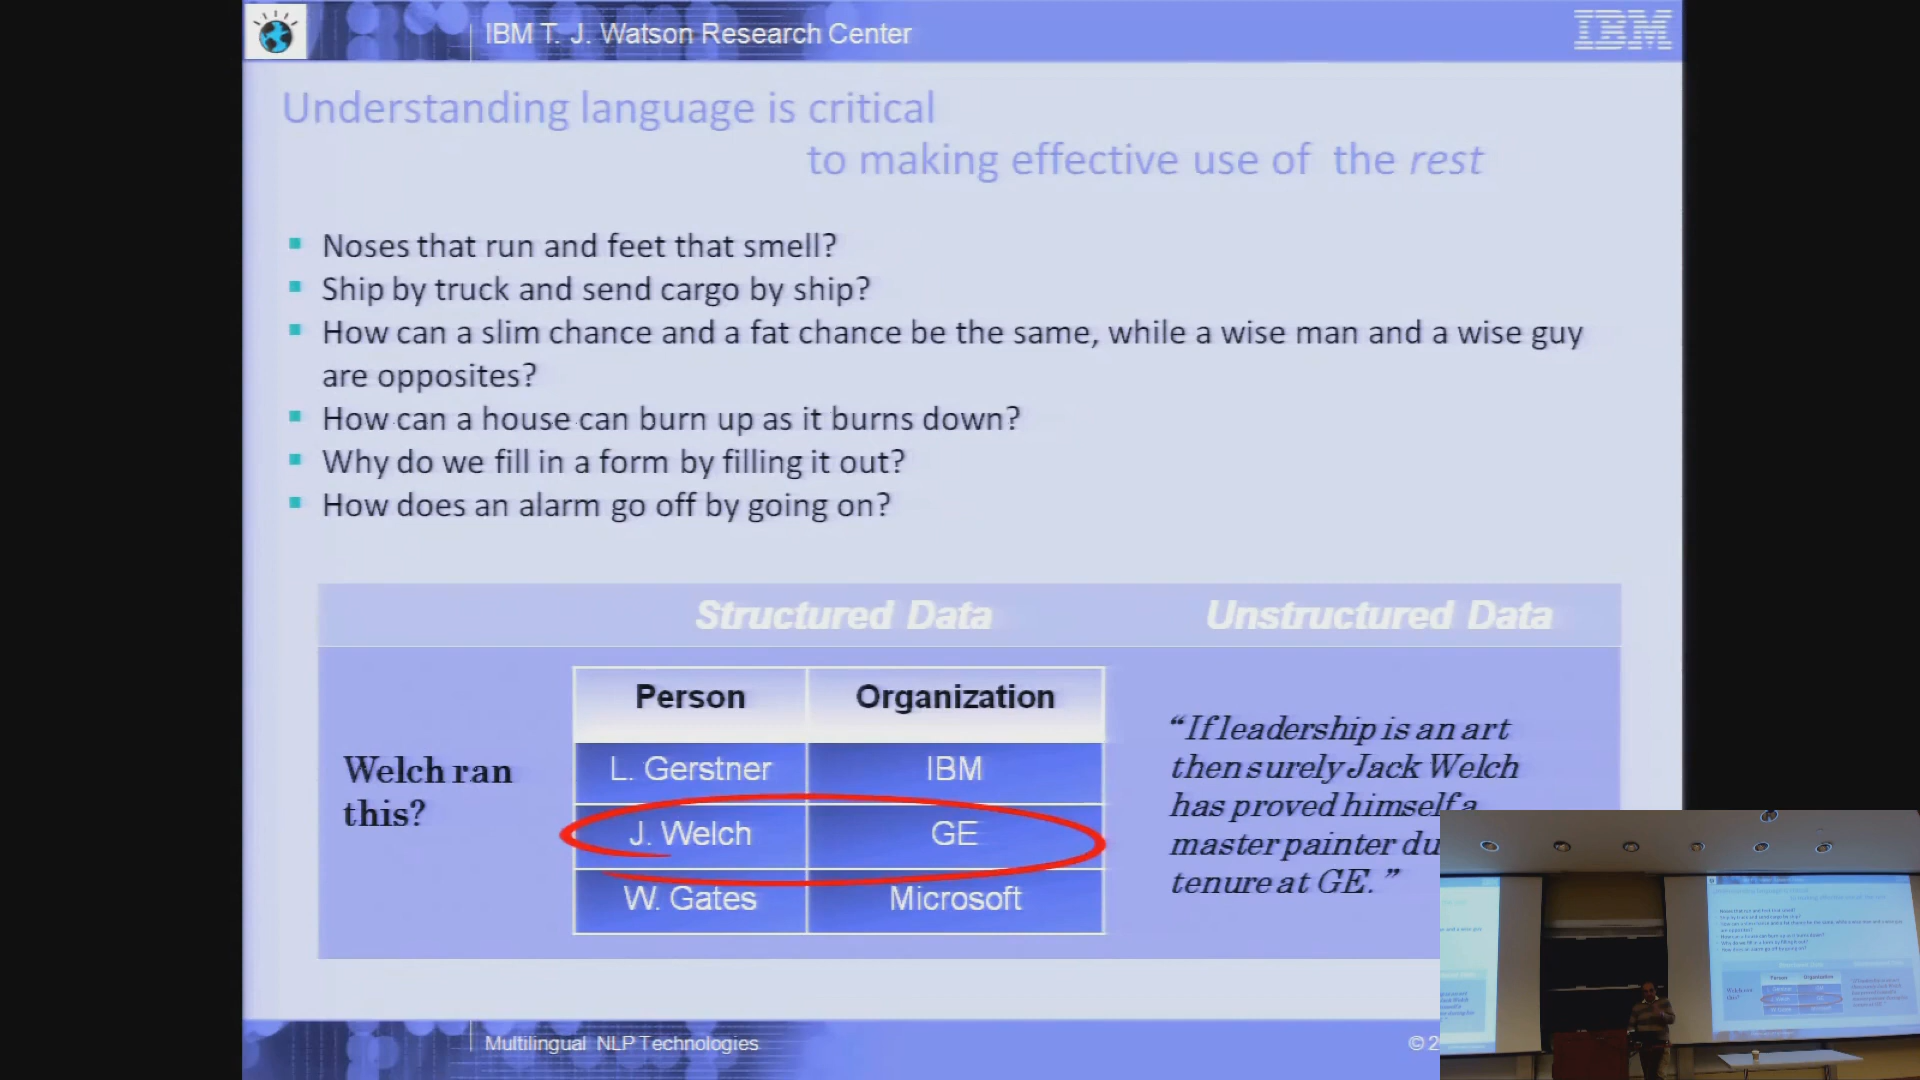 IBM T. J. Watson Research Center
IBM
Understanding language is critical
to making effective use of the rest
Noses that run and feet that smell?
Ship by truck and send cargo by ship?
How can a slim chance and a fat chance be the same, while a wise man and a wise guy
are opposites?
How can a house can burn up as it burns down?
Why do we fill in a form by filling it out?
How does an alarm go off by going on?
Structured Data
Unstructured Data
Person
Organization
Welch ran
this?
L. Gerstner
IBM
J. Welch
GE
W. Gates
Microsoft
“If leadership is an art
then surely Jack Welch
has proved himself a
master painter du
tenure at GE.”
Multilingual NLP Technologies
© 2